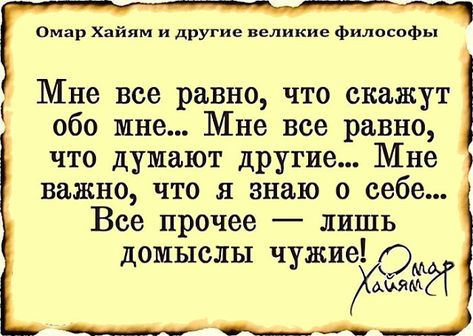 Омар Хайям и другие великие философы
Мне все равно, что скажут
обо мне... Мне все равно,
что думают другие... Мне
важно, что я знаю о себе...
Все прочее — лишь
домыслы чужие!
Омар
Хайям